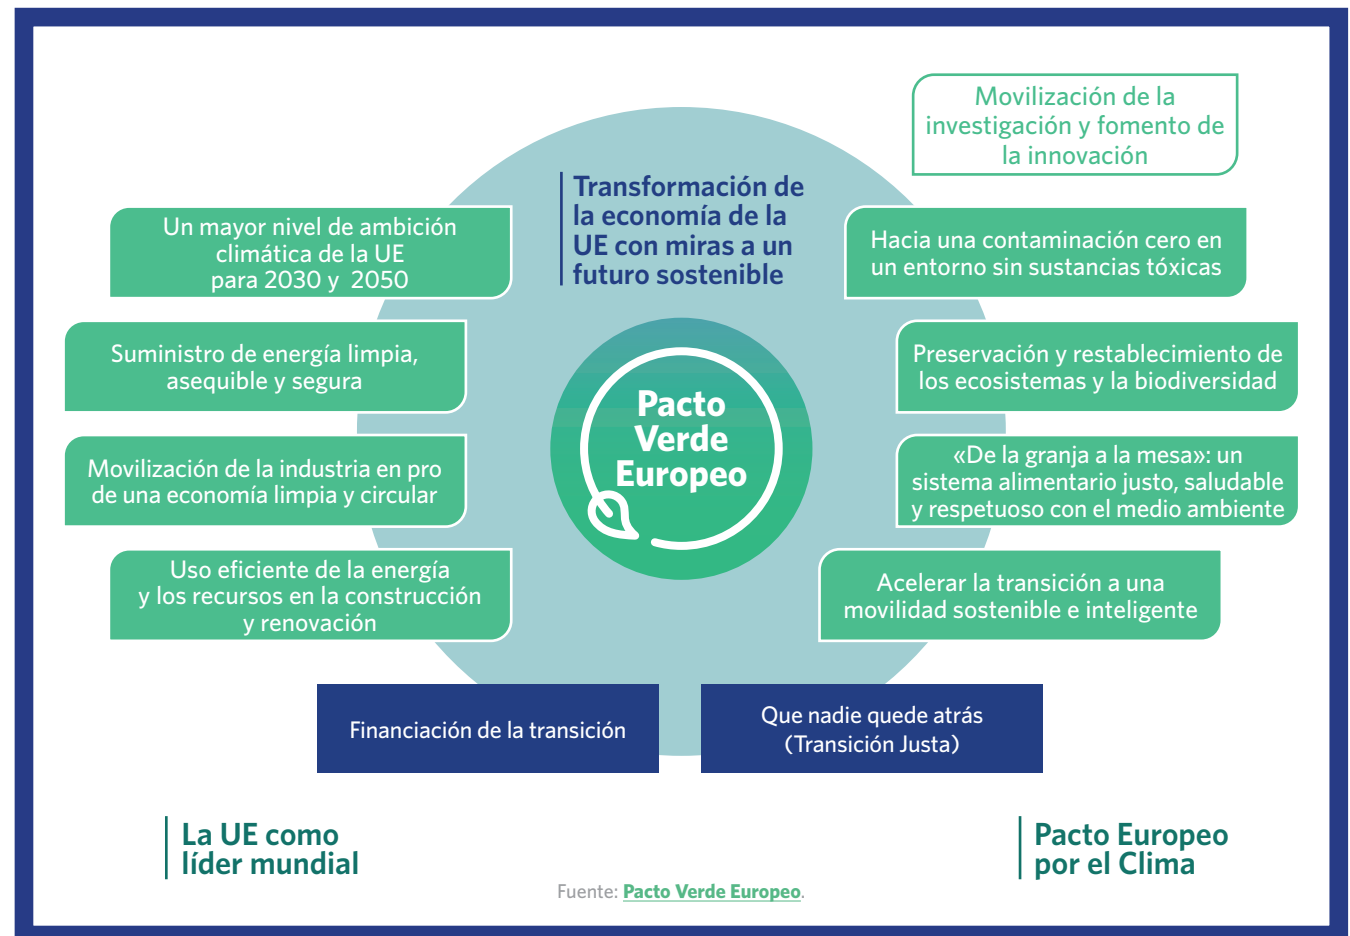 Movilización de la
investigación y fomento de
la innovación
Transformación de
la economía de la
UE con miras a un
futuro sostenible
Un mayor nivel de ambición
climática de la UE
para 2030 y 2050
Suministro de energía limpia,
asequible y segura
Movilización de la industria en pro
de una economía limpia y circular
Uso eficiente de la energía
y los recursos en la construcción
y renovación
Pacto
Verde
Europeo
Hacia una contaminación cero en
un entorno sin sustancias tóxicas
Preservación y restablecimiento de
los ecosistemas y la biodiversidad
«De la granja a la mesa»: un
sistema alimentario justo, saludable
y respetuoso con el medio ambiente
Acelerar la transición a una
movilidad sostenible e inteligente
Financiación de la transición
Que nadie quede atrás
(Transición Justa)
La UE como
líder mundial
Pacto Europeo
por el Clima
Fuente: Pacto Verde Europeo.